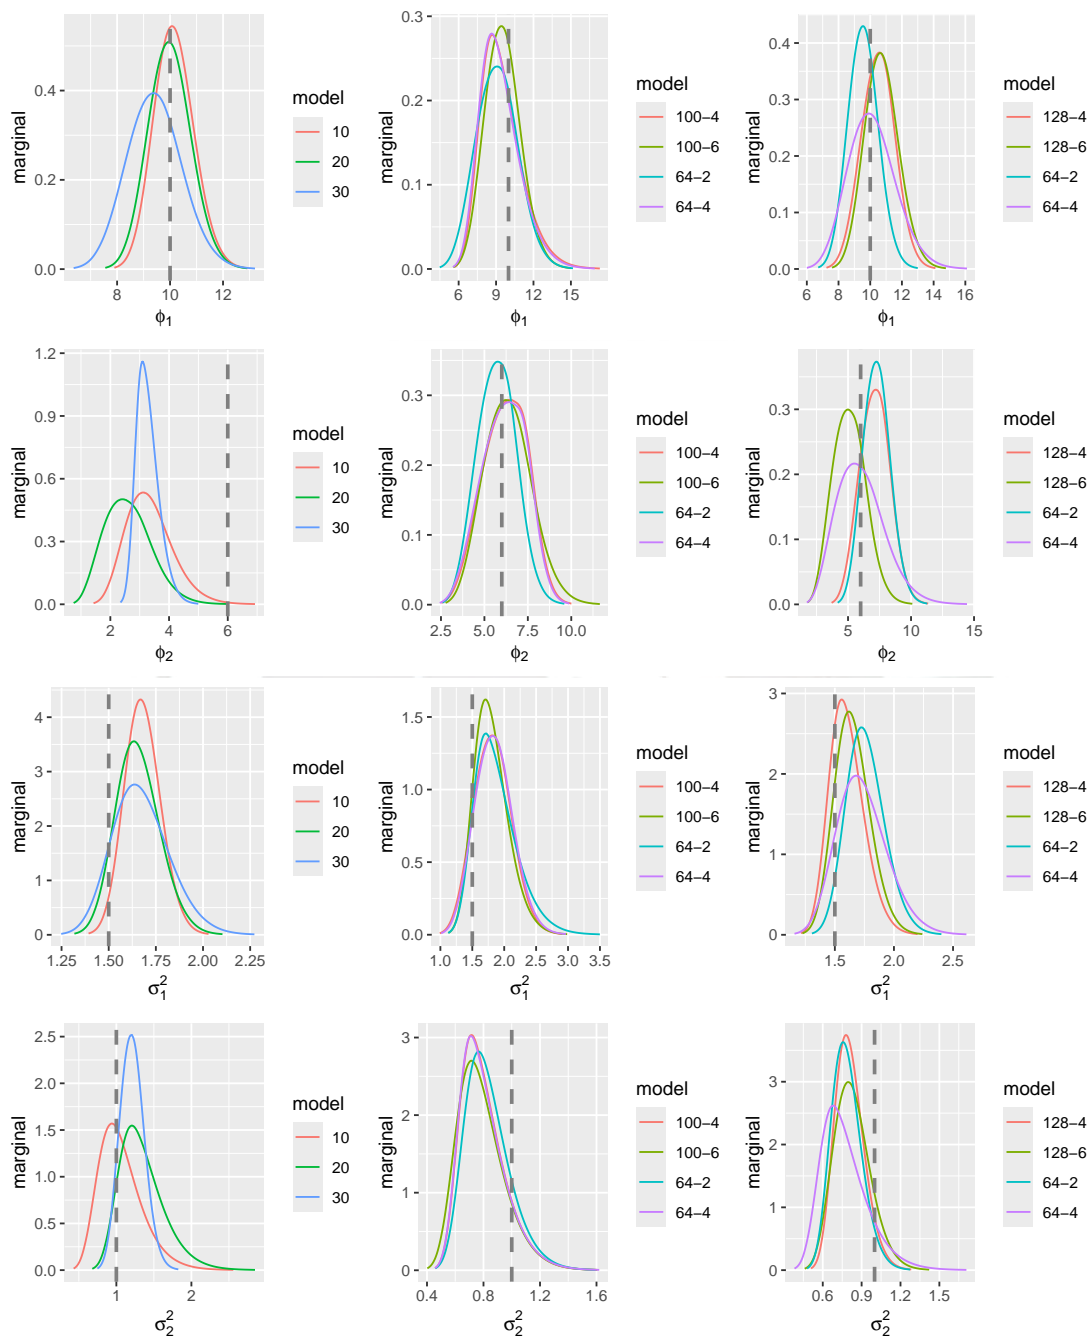 marginal
0.4
0.2
0.0
8 10 12
ϕ1
model
10
20
30
marginal
0.3
0.2
0.1
0.0
6 9 12 15
ϕ1
model
100−4
100−6
64−2
64−4
marginal
0.4
0.3
0.2
0.1
0.0
6 8 10 12 14 16
ϕ1
model
128−4
128−6
64−2
64−4
marginal
1.2
0.9
0.6
0.3
0.0
2 4 6
ϕ2
model
10
20
30
marginal
0.3
0.2
0.1
0.0
2.5 5.0 7.5 10.0
ϕ2
model
100−4
100−6
64−2
64−4
marginal
0.3
0.2
0.1
0.0
5 10 15
ϕ2
model
128−4
128−6
64−2
64−4
marginal
4
3
2
1
0
1.25 1.50 1.75 2.00 2.25
σ²1
model
10
20
30
marginal
1.5
1.0
0.5
0.0
1.0 1.5 2.0 2.5 3.0 3.5
σ²1
model
100−4
100−6
64−2
64−4
marginal
3
2
1
0
1.5 2.0 2.5
σ²1
model
128−4
128−6
64−2
64−4
marginal
2.5
2.0
1.5
1.0
0.5
0.0
1 2
σ²2
model
10
20
30
marginal
3
2
1
0
0.4 0.8 1.2 1.6
σ²2
model
100−4
100−6
64−2
64−4
marginal
3
2
1
0
0.6 0.9 1.2 1.5
σ²2
model
128−4
128−6
64−2
64−4